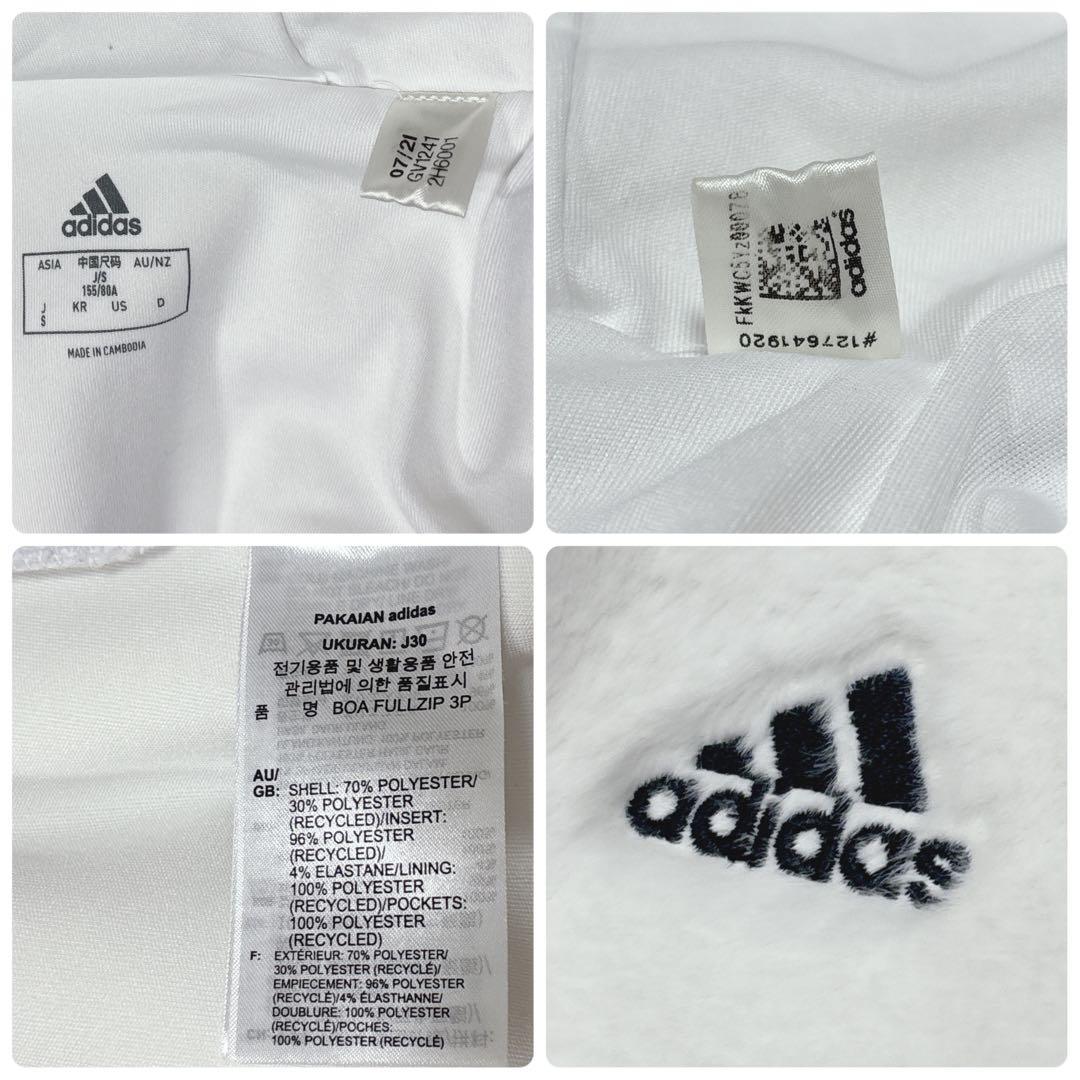 adidas
ASIA 中国尺码 AU/NZ
J/S
155/80A
J KR US D
S
MADE IN CAMBODIA
07/21
GV1241
2H6001
adidas
#127641920
PAKAIAN adidas
UKURAN: J30
전기용품 및 생활용품 안전
관리법에 의한 품질표시
품 명 BOA FULLZIP 3P
AU/
GB: SHELL: 70% POLYESTER/
30% POLYESTER
(RECYCLED)/INSERT:
96% POLYESTER
(RECYCLED)/
4% ELASTANE/LINING:
100% POLYESTER
(RECYCLED)/POCKETS:
100% POLYESTER
(RECYCLED)
F: EXTÉRIEUR: 70% POLYESTER/
30% POLYESTER (RECYCLÉ)/
EMPIECEMENT: 96% POLYESTER
(RECYCLÉ)/4% ÉLASTHANNE/
DOUBLURE: 100% POLYESTER
(RECYCLÉ)/POCHES:
100% POLYESTER (RECYCLÉ)
adidas